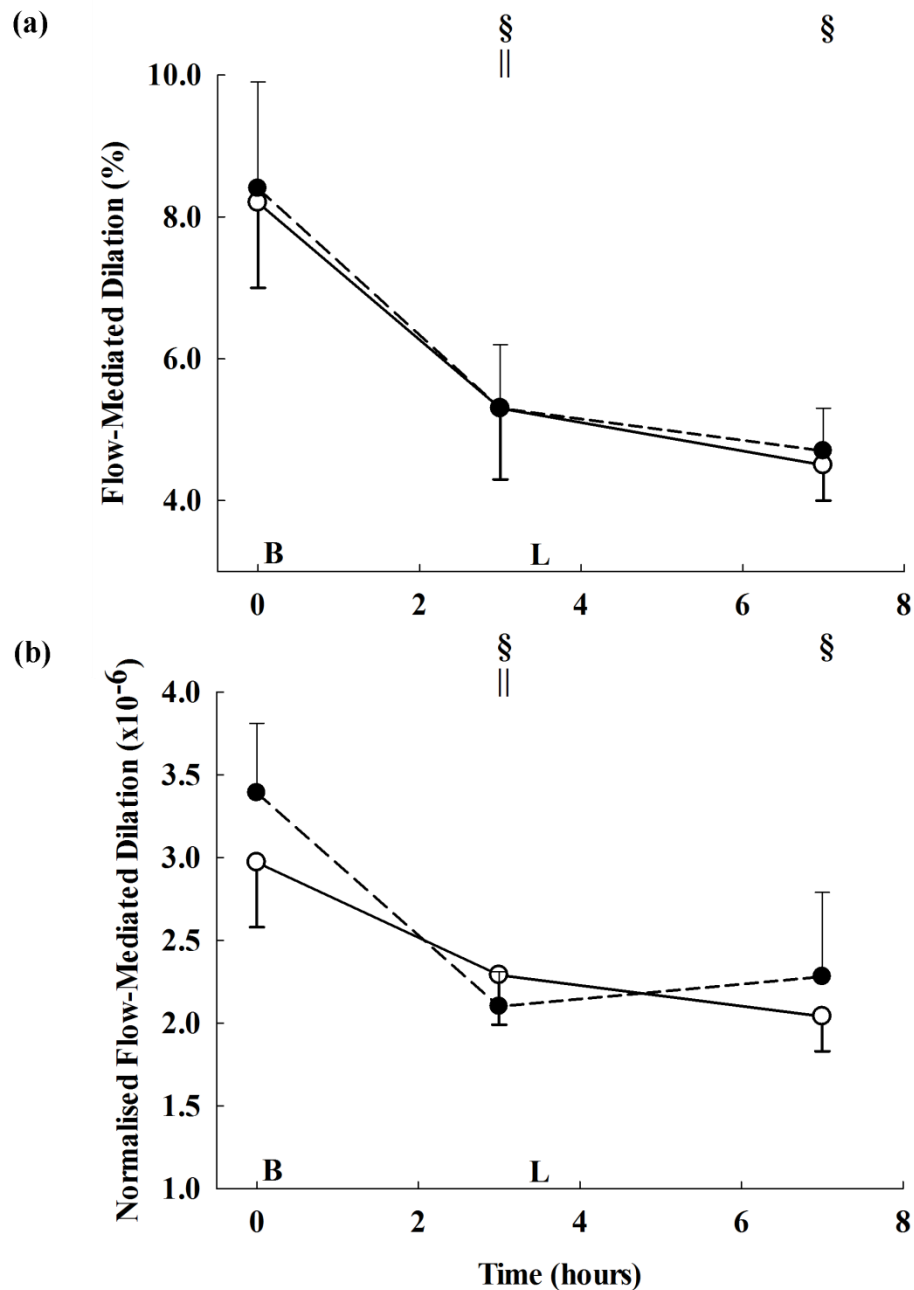 (a)
§ §
||
Flow-Mediated Dilation (%)
10.0
8.0
6.0
4.0
B L
0 2 4 6 8
(b)
§ §
||
Normalised Flow-Mediated Dilation (x10⁻⁶)
4.0
3.5
3.0
2.5
2.0
1.5
1.0
B L
0 2 4 6 8
Time (hours)